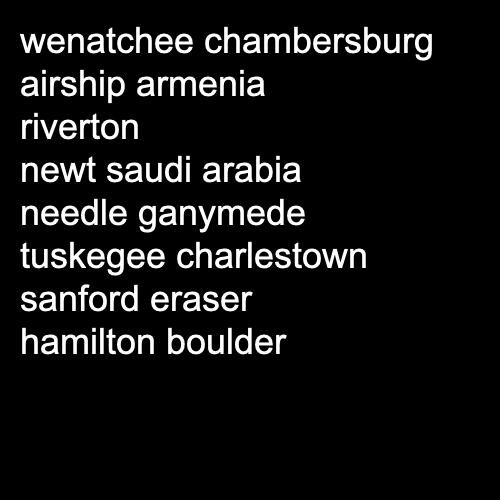 wenatchee chambersburg
airship armenia
riverton
newt saudi arabia
needle ganymede
tuskegee charlestown
sanford eraser
hamilton boulder